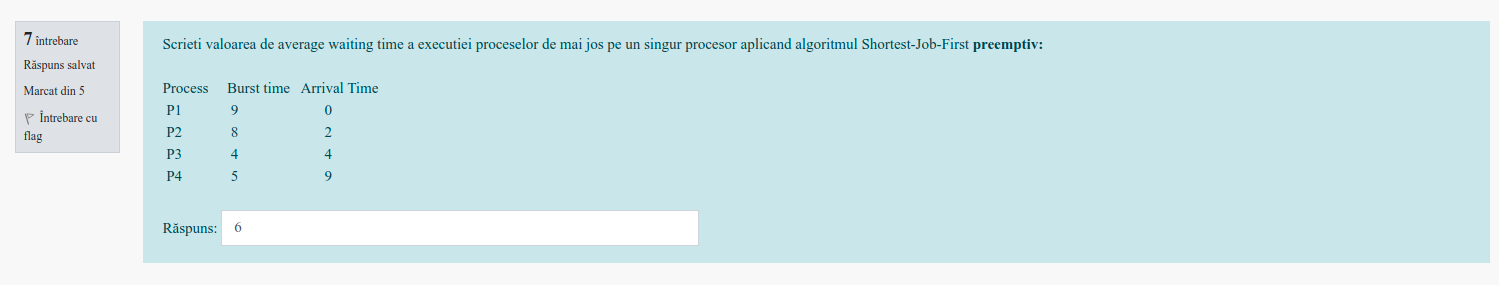 7 întrebare
Răspuns salvat
Marcat din 5
Întrebare cu
flag
Scrieti valoarea de average waiting time a executiei proceselor de mai jos pe un singur procesor aplicand algoritmul Shortest-Job-First preemptiv:
Process Burst time Arrival Time
P1 9 0
P2 8 2
P3 4 4
P4 5 9
Răspuns: 6